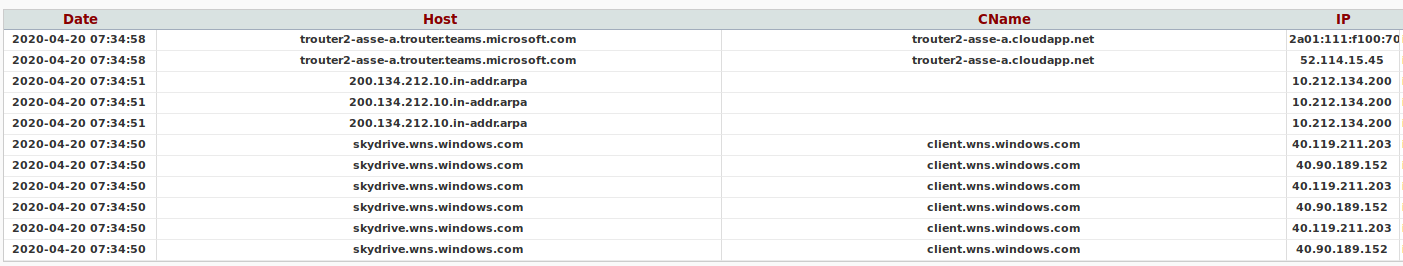 Date Host CName IP
2020-04-20 07:34:58 trouter2-asse-a.trouter.teams.microsoft.com trouter2-asse-a.cloudapp.net 2a01:111:f100:70
2020-04-20 07:34:58 trouter2-asse-a.trouter.teams.microsoft.com trouter2-asse-a.cloudapp.net 52.114.15.45
2020-04-20 07:34:51 200.134.212.10.in-addr.arpa 10.212.134.200
2020-04-20 07:34:51 200.134.212.10.in-addr.arpa 10.212.134.200
2020-04-20 07:34:51 200.134.212.10.in-addr.arpa 10.212.134.200
2020-04-20 07:34:50 skydrive.wns.windows.com client.wns.windows.com 40.119.211.203
2020-04-20 07:34:50 skydrive.wns.windows.com client.wns.windows.com 40.90.189.152
2020-04-20 07:34:50 skydrive.wns.windows.com client.wns.windows.com 40.119.211.203
2020-04-20 07:34:50 skydrive.wns.windows.com client.wns.windows.com 40.90.189.152
2020-04-20 07:34:50 skydrive.wns.windows.com client.wns.windows.com 40.119.211.203
2020-04-20 07:34:50 skydrive.wns.windows.com client.wns.windows.com 40.90.189.152